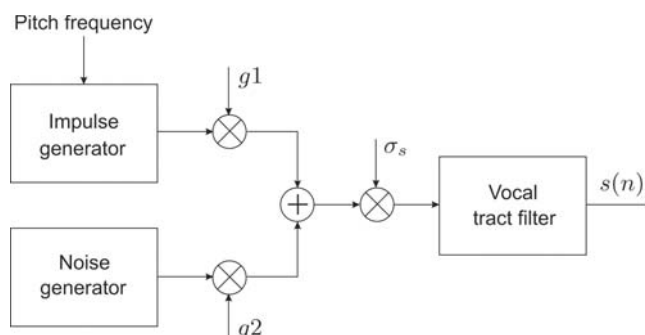 Pitch frequency
Impulse
generator
g1
σₛ
Vocal
tract filter
s(n)
Noise
generator
g2